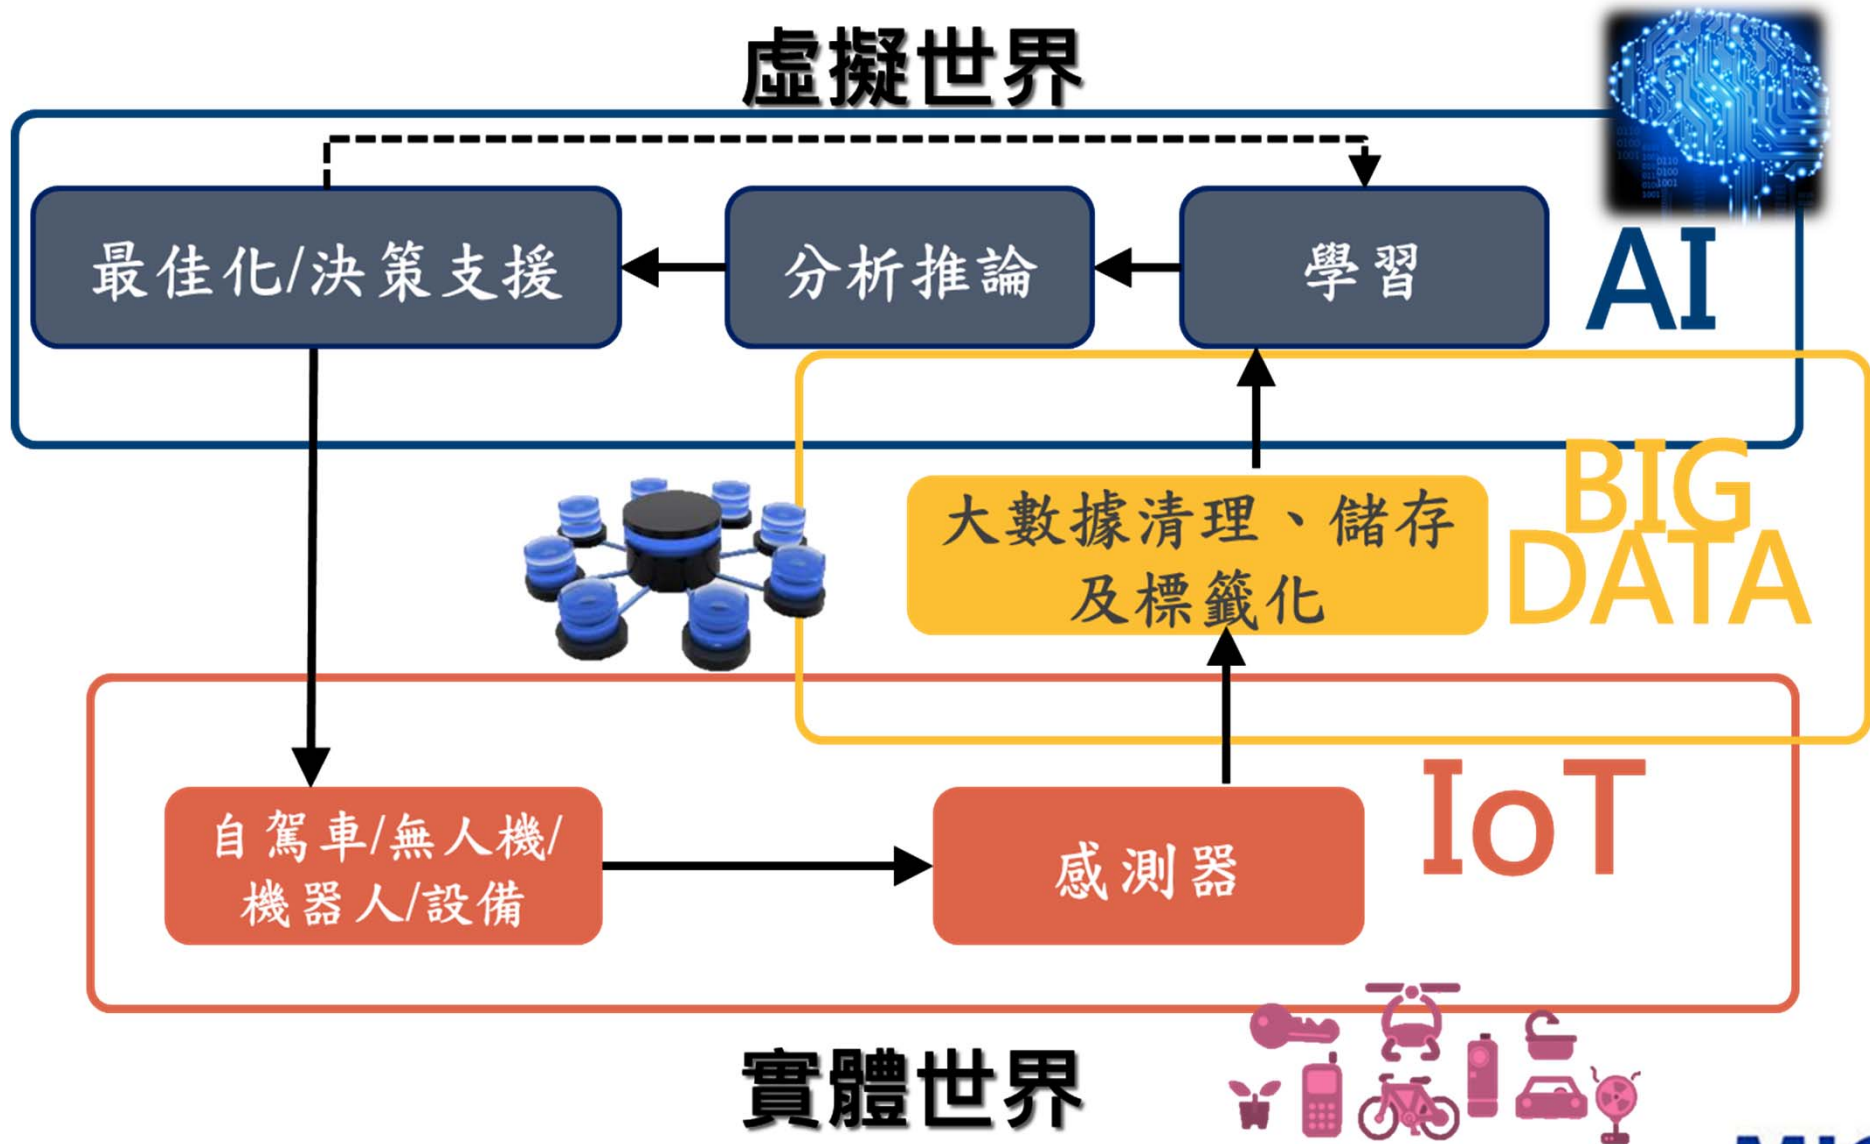 虛擬世界
最佳化/決策支援
分析推論
學習
AI
大數據清理、儲存
及標籤化
BIG
DATA
自駕車/無人機/
機器人/設備
感測器
IoT
實體世界